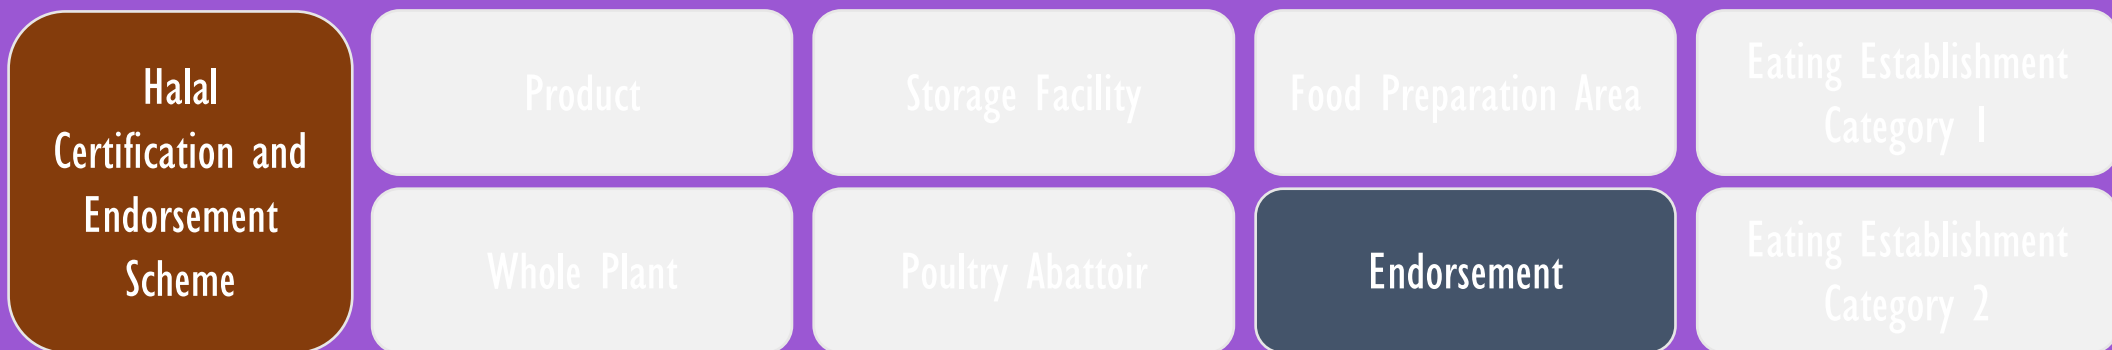 Halal
Certification and
Endorsement
Scheme
Product
Storage Facility
Food Preparation Area
Eating Establishment
Category 1
Whole Plant
Poultry Abattoir
Endorsement
Eating Establishment
Category 2